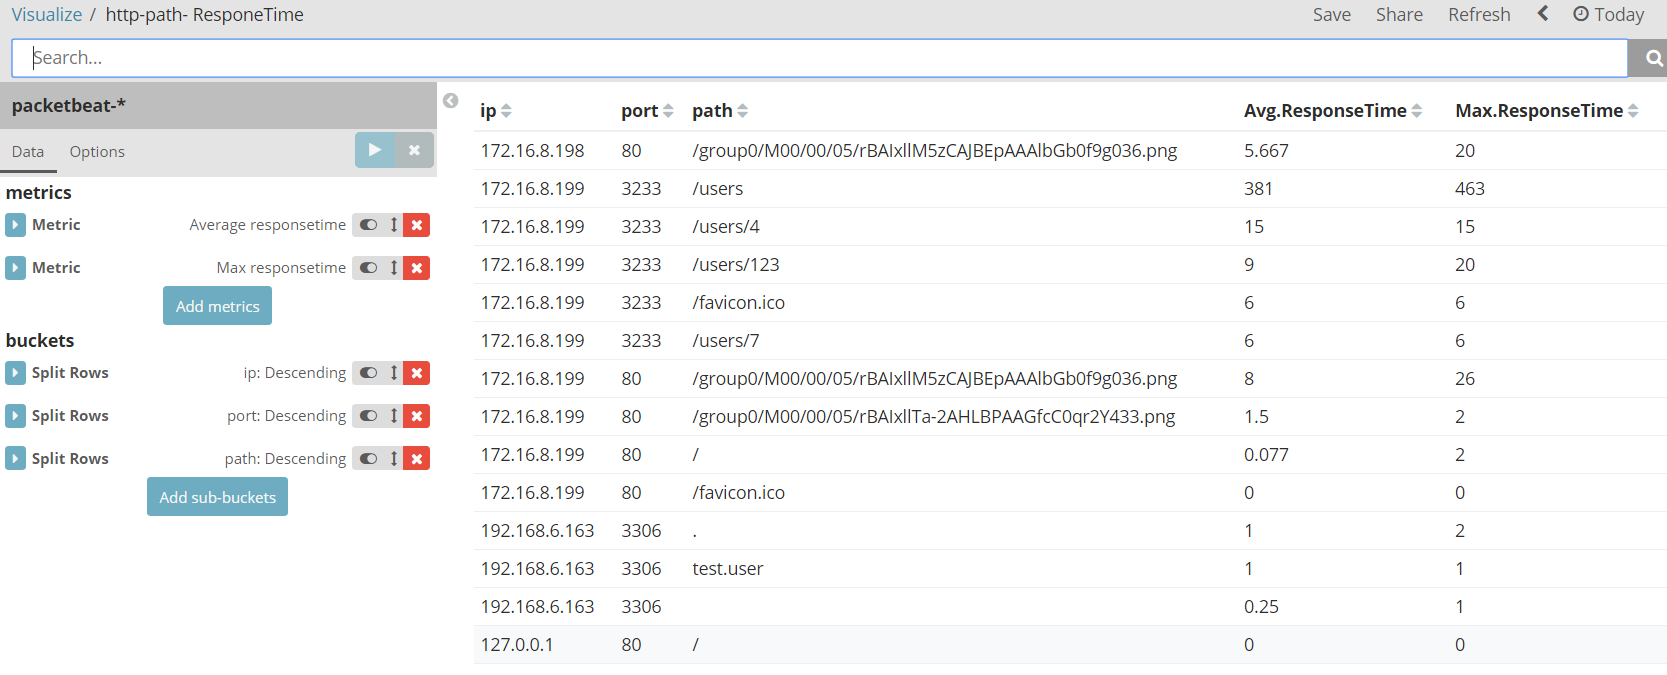 Visualize / http-path- ResponeTime
Save Share Refresh Today
Search...
packetbeat-*
Data Options
metrics
Metric Average responsetime
Metric Max responsetime
Add metrics
buckets
Split Rows ip: Descending
Split Rows port: Descending
Split Rows path: Descending
Add sub-buckets
ip port path Avg.ResponseTime Max.ResponseTime
172.16.8.198 80 /group0/M00/00/05/rBAIxllM5zCAJBEpAAAlbGb0f9g036.png 5.667 20
172.16.8.199 3233 /users 381 463
172.16.8.199 3233 /users/4 15 15
172.16.8.199 3233 /users/123 9 20
172.16.8.199 3233 /favicon.ico 6 6
172.16.8.199 3233 /users/7 6 6
172.16.8.199 80 /group0/M00/00/05/rBAIxllM5zCAJBEpAAAlbGb0f9g036.png 8 26
172.16.8.199 80 /group0/M00/00/05/rBAIxllTa-2AHLBPAAGfcC0qr2Y433.png 1.5 2
172.16.8.199 80 / 0.077 2
172.16.8.199 80 /favicon.ico 0 0
192.168.6.163 3306 . 1 2
192.168.6.163 3306 test.user 1 1
192.168.6.163 3306 0.25 1
127.0.0.1 80 / 0 0